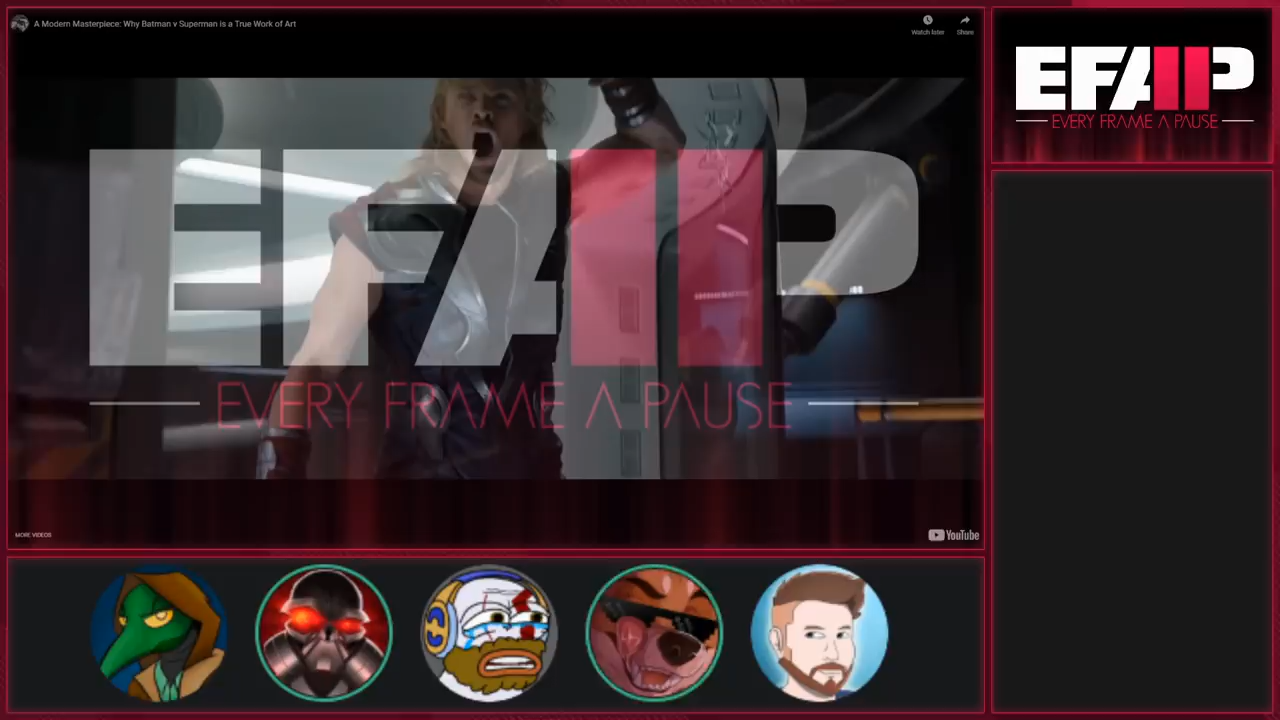 A Modern Masterpiece: Why Batman v Superman is a True Work of Art
Watch later
Share
EFAP
EVERY FRAME A PAUSE
EFAP
EVERY FRAME A PAUSE
MORE VIDEOS
YouTube